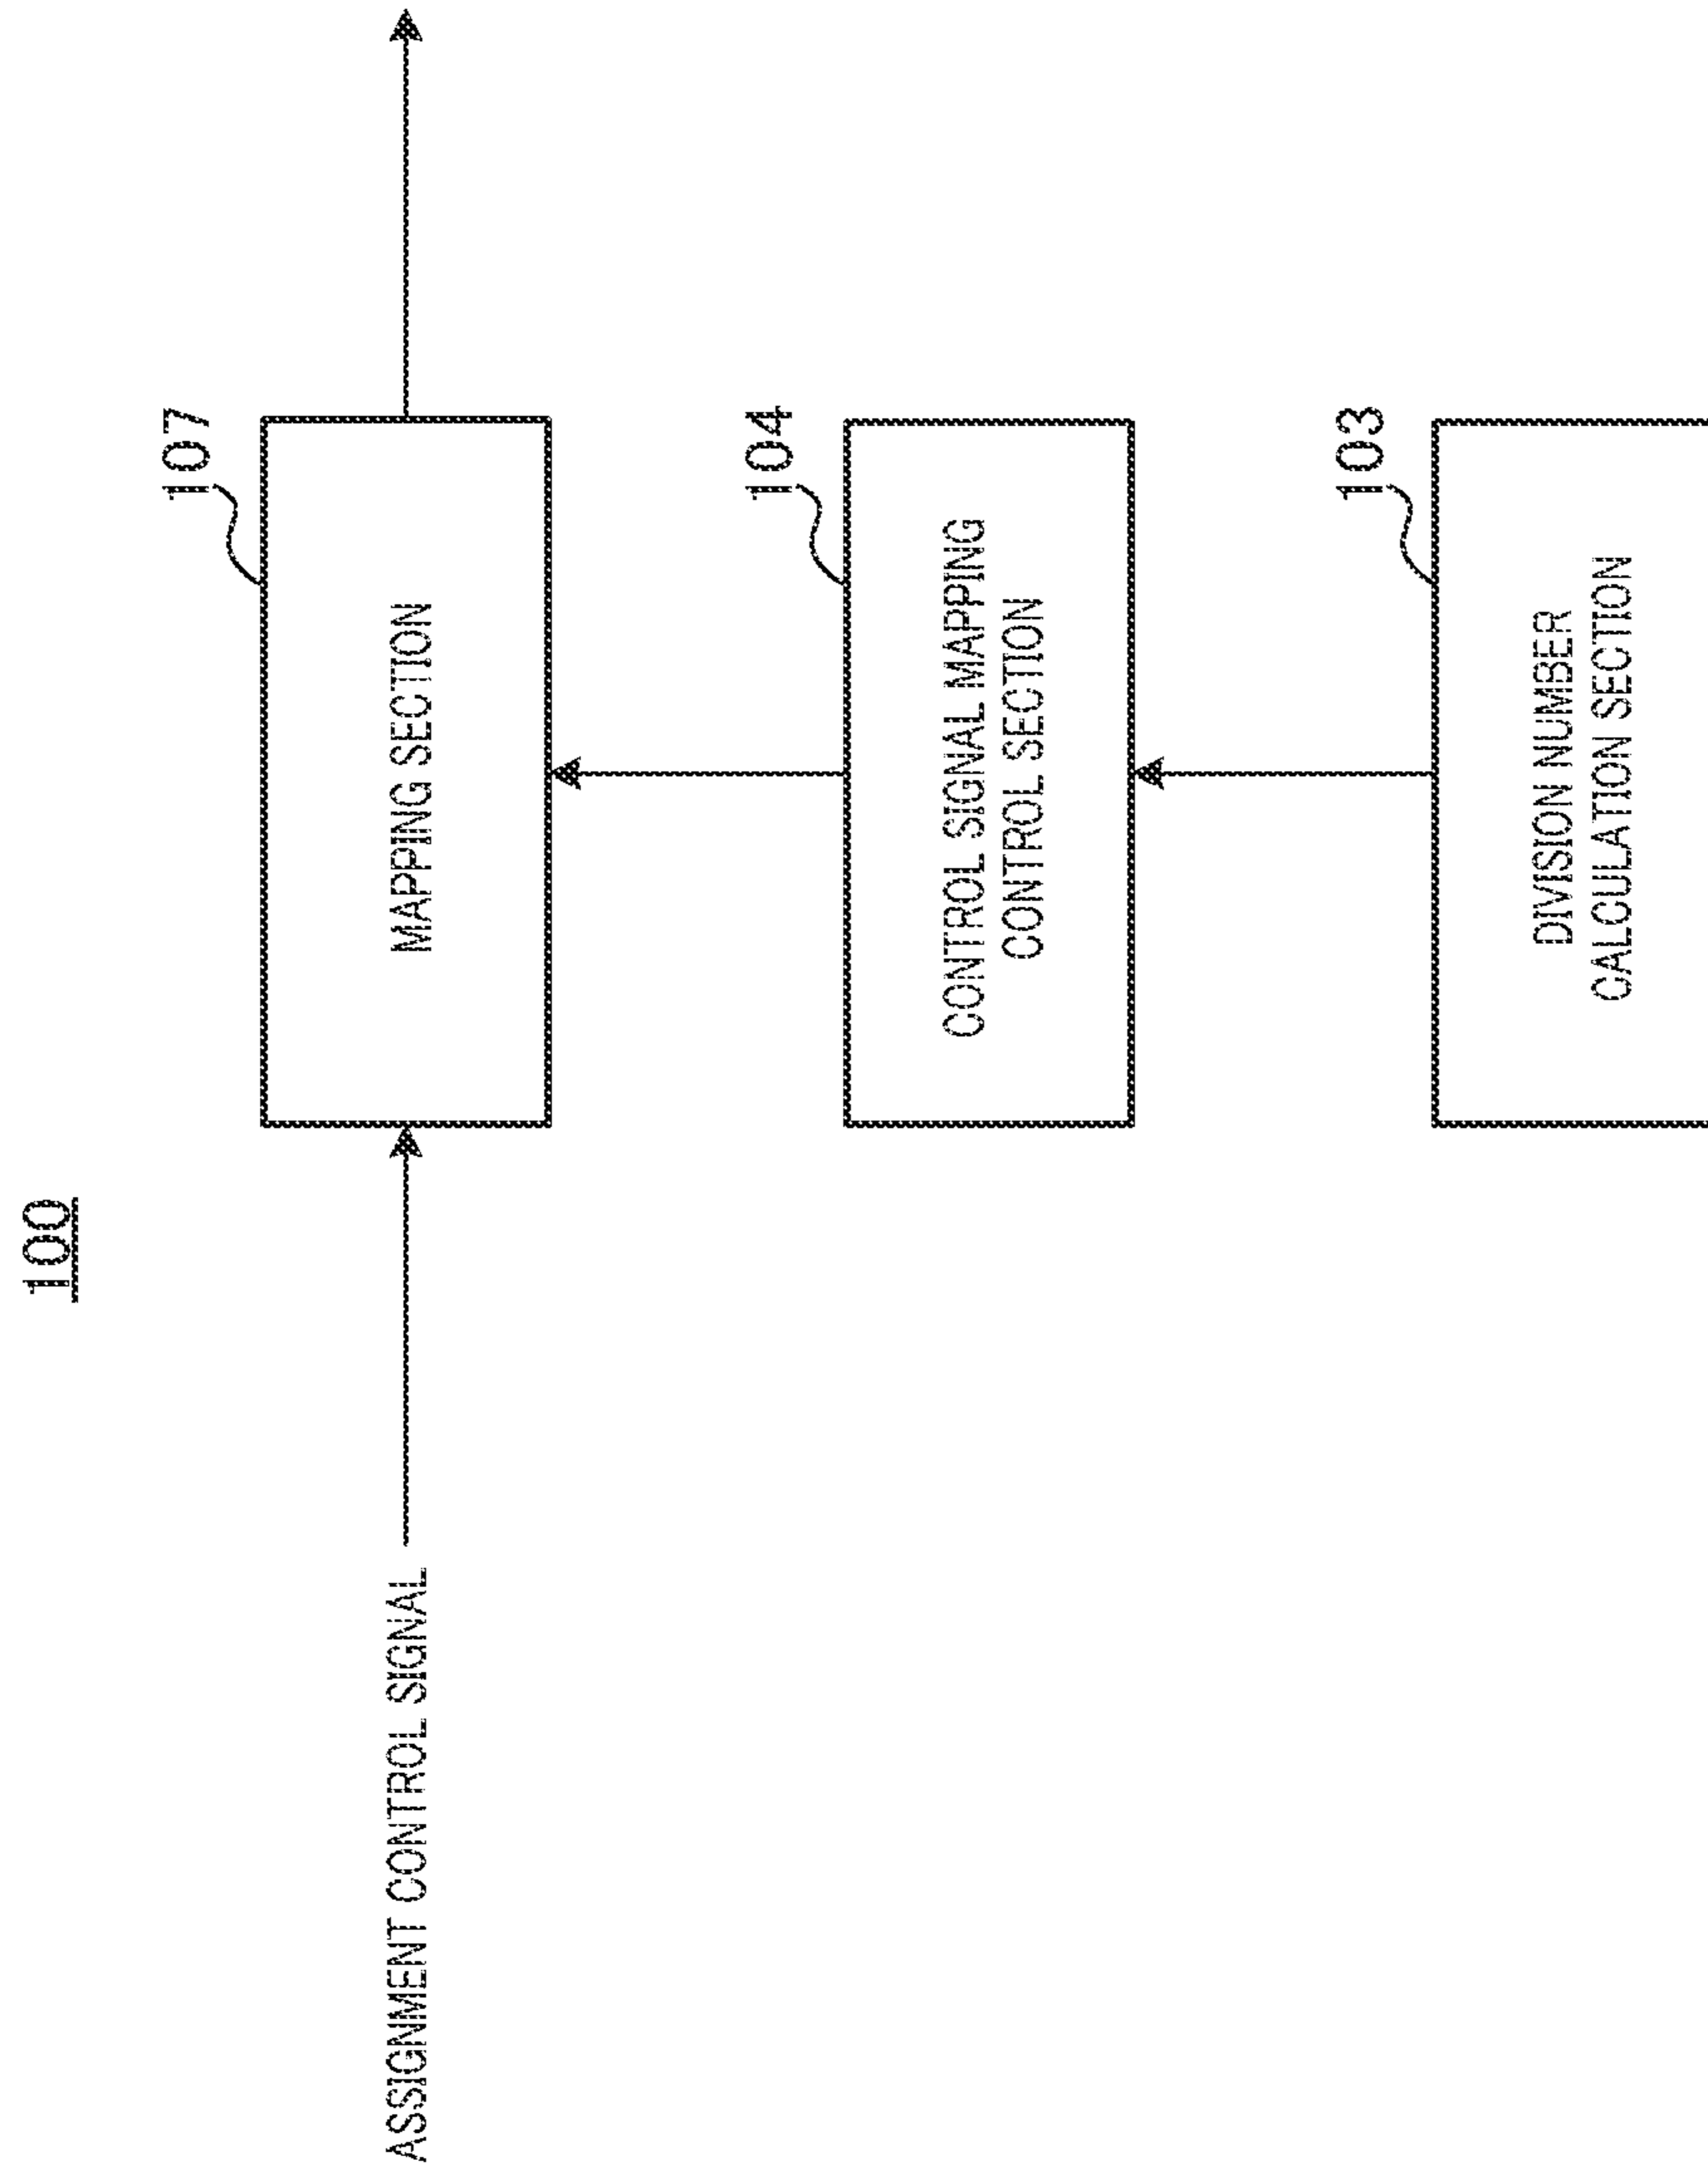 100
107
ASSIGNMENT CONTROL SIGNAL
MAPPING SECTION
104
CONTROL SIGNAL MAPPING
CONTROL SECTION
103
DIVISION NUMBER
CALCULATION SECTION